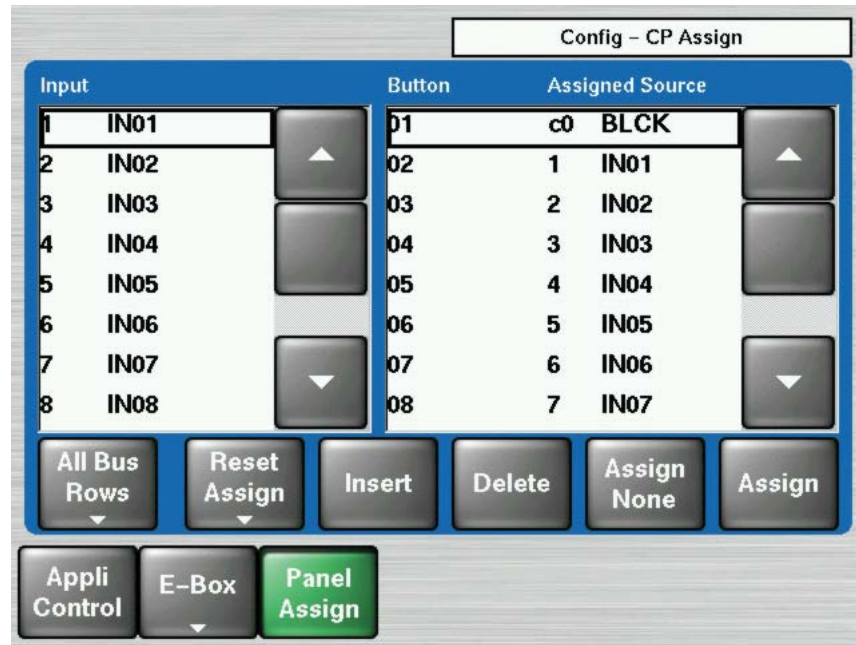 Config – CP Assign
Input Button Assigned Source
1 IN01 01 c0 BLCK
2 IN02 02 1 IN01
3 IN03 03 2 IN02
4 IN04 04 3 IN03
5 IN05 05 4 IN04
6 IN06 06 5 IN05
7 IN07 07 6 IN06
8 IN08 08 7 IN07
All Bus Rows
Reset Assign
Insert
Delete
Assign None
Assign
Appli Control
E–Box
Panel Assign